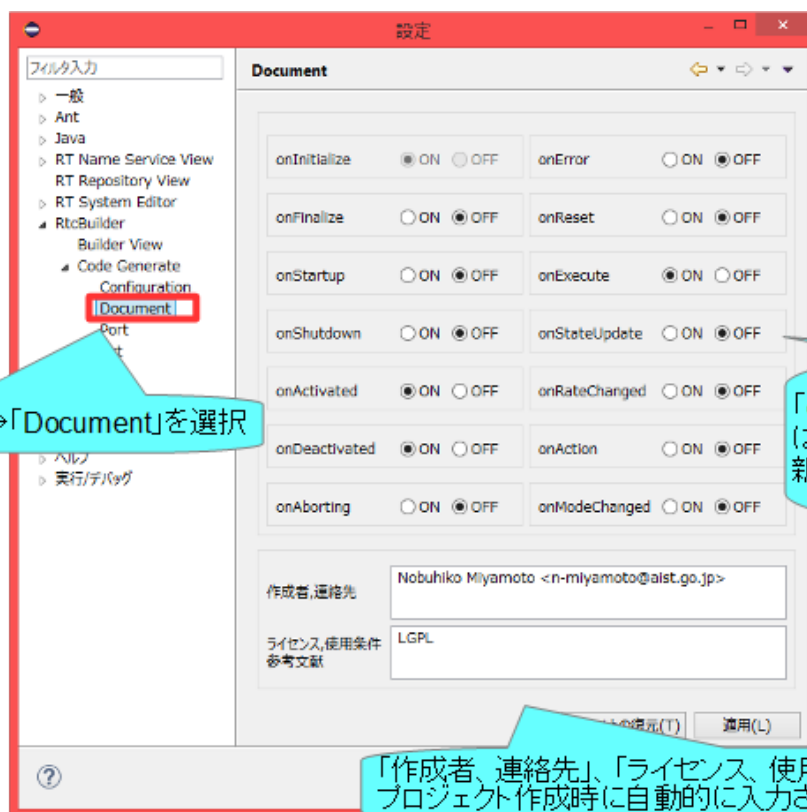 設定
フィルタ入力
一般
Ant
Java
RT Name Service View
RT Repository View
RT System Editor
RtcBuilder
Builder View
Code Generate
Configuration
Document
Port
ヘルプ
実行/デバッグ
→「Document」を選択
Document
onInitialize ON OFF onError ON OFF
onFinalize ON OFF onReset ON OFF
onStartup ON OFF onExecute ON OFF
onShutdown ON OFF onStateUpdate ON OFF
onActivated ON OFF onRateChanged ON OFF
onDeactivated ON OFF onAction ON OFF
onAborting ON OFF onModeChanged ON OFF
作成者,連絡先 Nobuhiko Miyamoto <n-miyamoto@aist.go.jp>
ライセンス,使用条件 LGPL
参考文献
の復元(T) 適用(L)
「作成者、連絡先」、「ライセンス、使用
プロジェクト作成時に自動的に入力さ